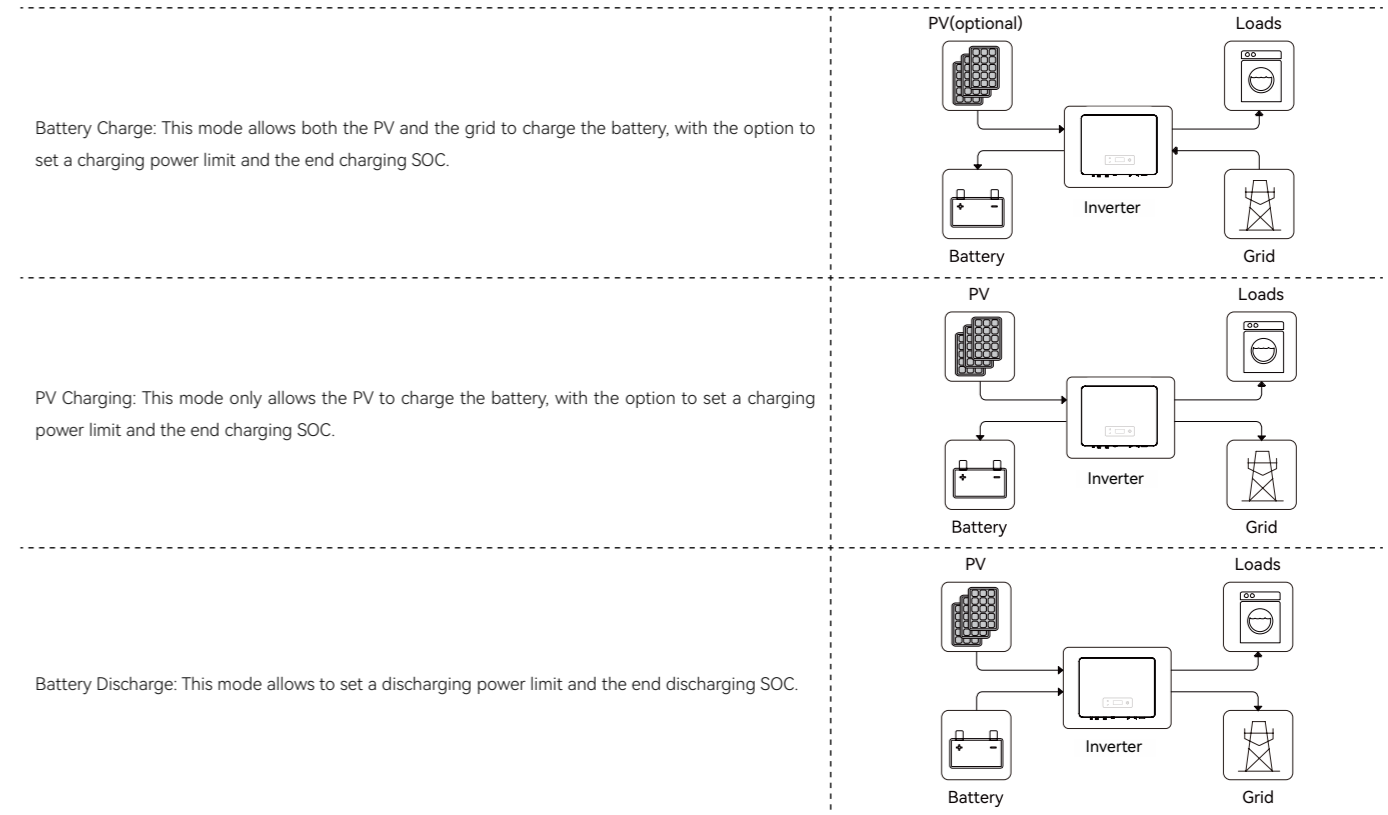 PV(optional)
Loads
Battery Charge: This mode allows both the PV and the grid to charge the battery, with the option to
set a charging power limit and the end charging SOC.
Inverter
Battery
Grid
PV
Loads
PV Charging: This mode only allows the PV to charge the battery, with the option to set a charging
power limit and the end charging SOC.
Inverter
Battery
Grid
PV
Loads
Battery Discharge: This mode allows to set a discharging power limit and the end discharging SOC.
Inverter
Battery
Grid